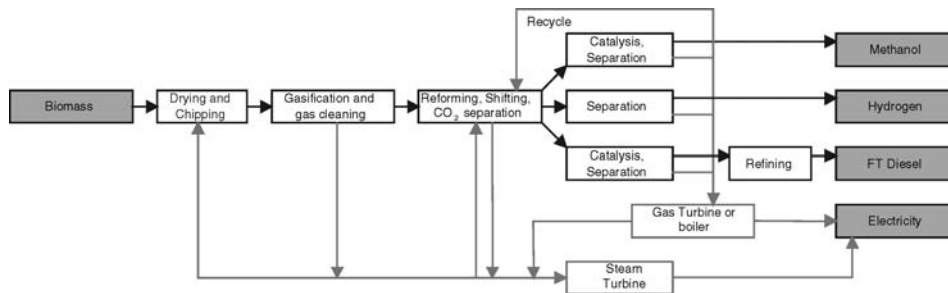 Recycle
Catalysis,
Separation
Methanol
Biomass
Drying and
Chipping
Gasification and
gas cleaning
Reforming, Shifting,
CO₂ separation
Separation
Hydrogen
Catalysis,
Separation
Refining
FT Diesel
Gas Turbine or
boiler
Electricity
Steam
Turbine